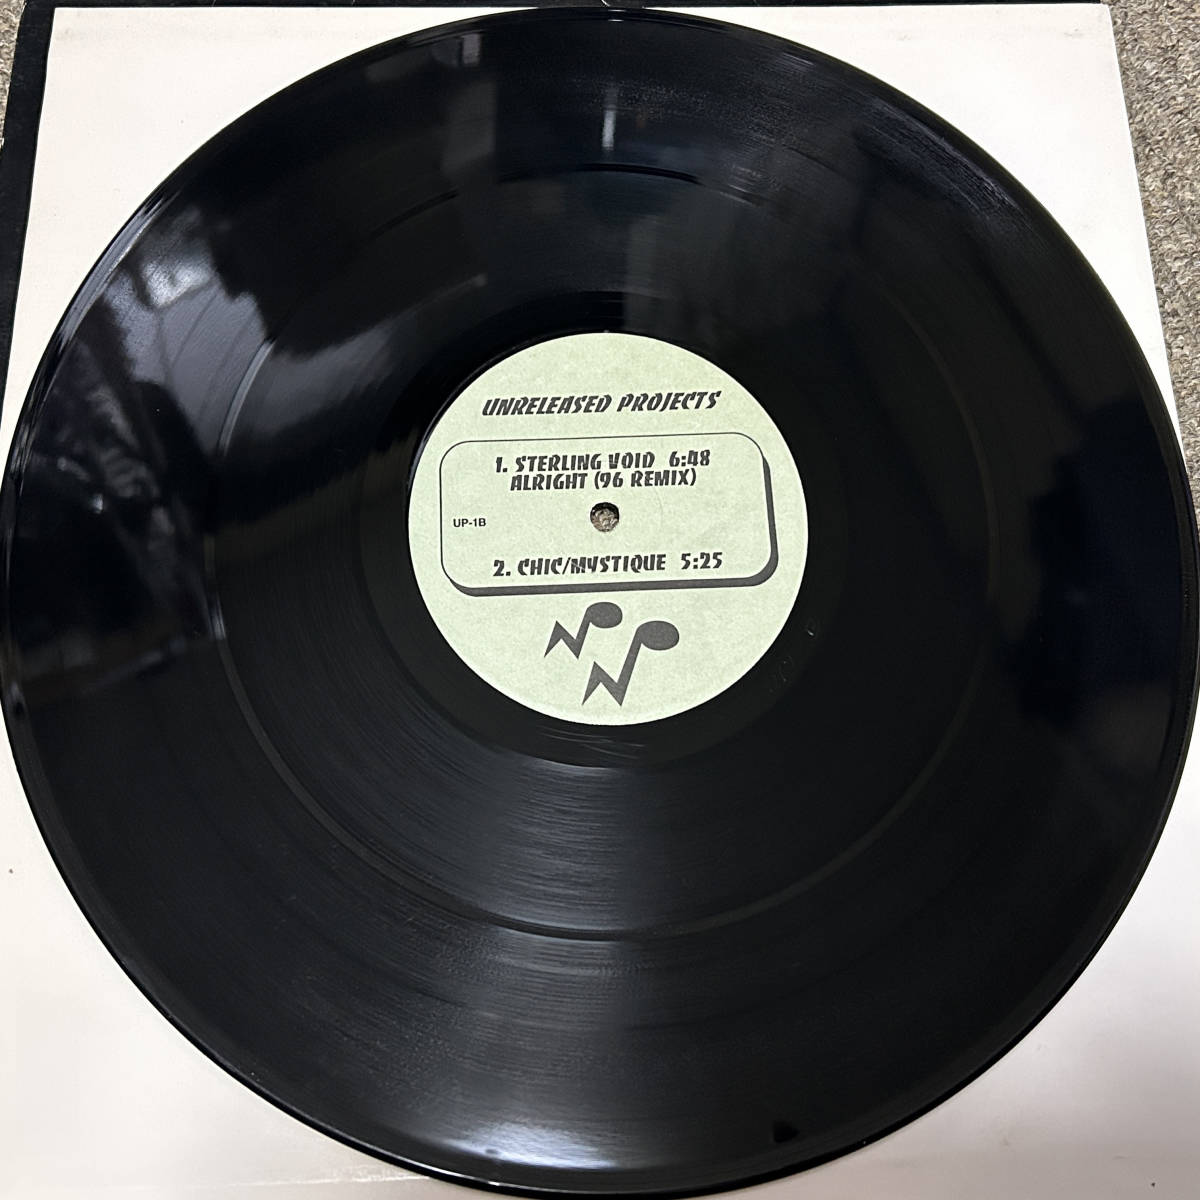 UNRELEASED PROJECTS
1. STERLING VOID 6:48
ALRIGHT (96 REMIX)
UP-1B
2. CHIC/MYSTIQUE 5:25